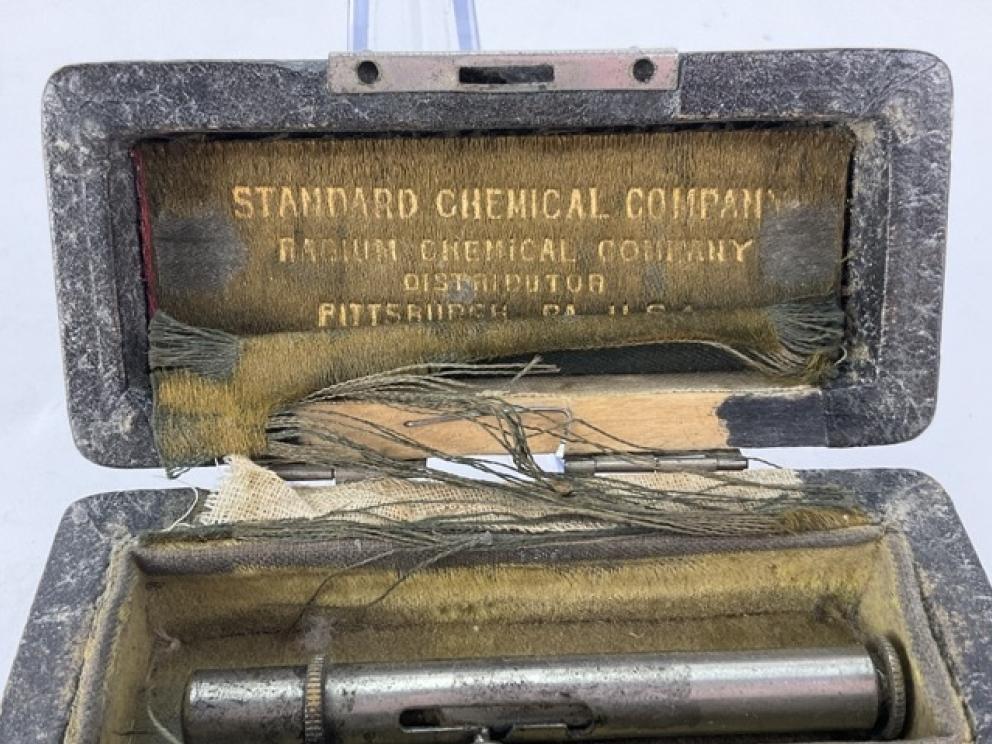 STANDARD CHEMICAL COMPANY
RADIUM CHEMICAL COMPANY
DISTRIBUTOR
PITTSBURGH, PA. U.S.A.